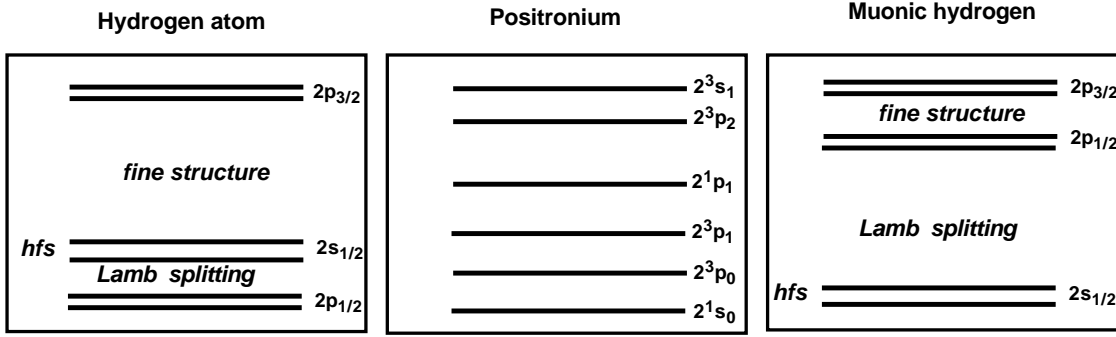 Hydrogen atom
2p3/2
fine structure
hfs
2s1/2
Lamb splitting
2p1/2
Positronium
2³s₁
2³p₂
2¹p₁
2³p₁
2³p₀
2¹s₀
Muonic hydrogen
2p3/2
fine structure
2p1/2
Lamb splitting
hfs
2s1/2